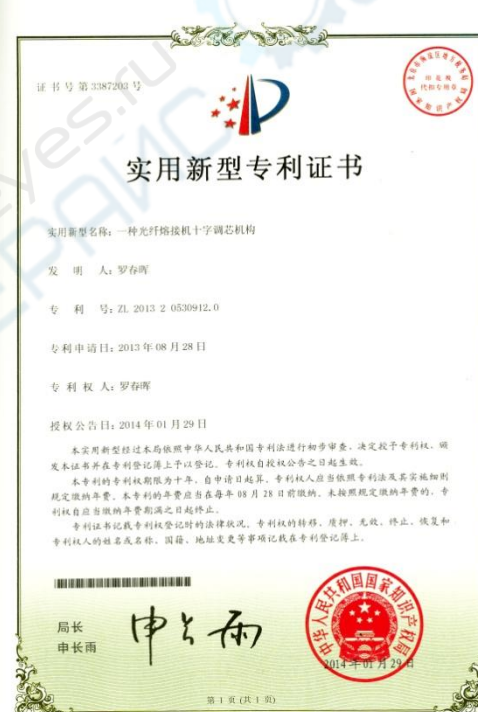 证书号第3387203号
印花税
代扣专用章
实用新型专利证书
实用新型名称：一种光纤熔接机十字调芯机构
发 明 人：罗春晖
专 利 号：ZL 2013 2 0530912.0
专利申请日：2013年08月28日
专 利 权 人：罗春晖
授权公告日：2014年01月29日
本实用新型经过本局依照中华人民共和国专利法进行初步审查，决定授予专利权，颁
发本证书并在专利登记簿上予以登记。专利权自授权公告之日起生效。
本专利的专利权期限为十年，自申请日起算。专利权人应当依照专利法及其实施细则
规定缴纳年费。本专利的年费应当在每年08月28日前缴纳。未按照规定缴纳年费的，专
利权自应当缴纳年费期满之日起终止。
专利证书记载专利权登记时的法律状况。专利权的转移、质押、无效、终止、恢复和
专利权人的姓名或名称、国籍、地址变更等事项记载在专利登记簿上。
局长
申长雨
申长雨
中华人民共和国国家知识产权局
2014年01月29日
第1页(共1页)